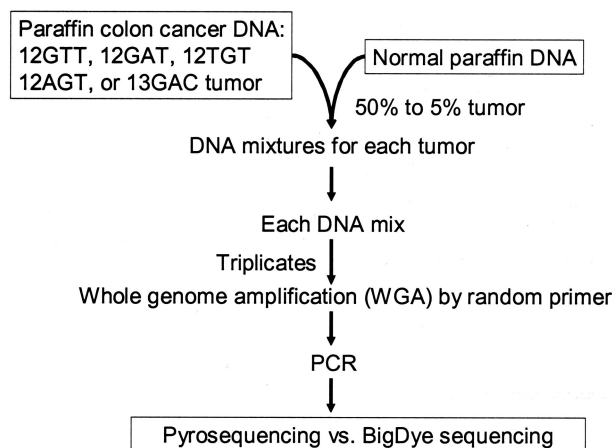 Paraffin colon cancer DNA:
12GTT, 12GAT, 12TGT
12AGT, or 13GAC tumor
Normal paraffin DNA
50% to 5% tumor
DNA mixtures for each tumor
Each DNA mix
Triplicates
Whole genome amplification (WGA) by random primer
PCR
Pyrosequencing vs. BigDye sequencing